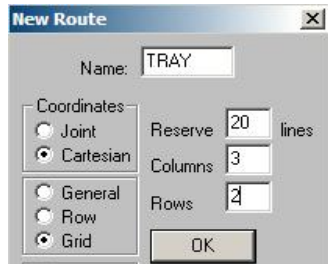 New Route
Name: TRAY
Coordinates
Joint
Cartesian
General
Row
Grid
Reserve 20 lines
Columns 3
Rows 2
OK